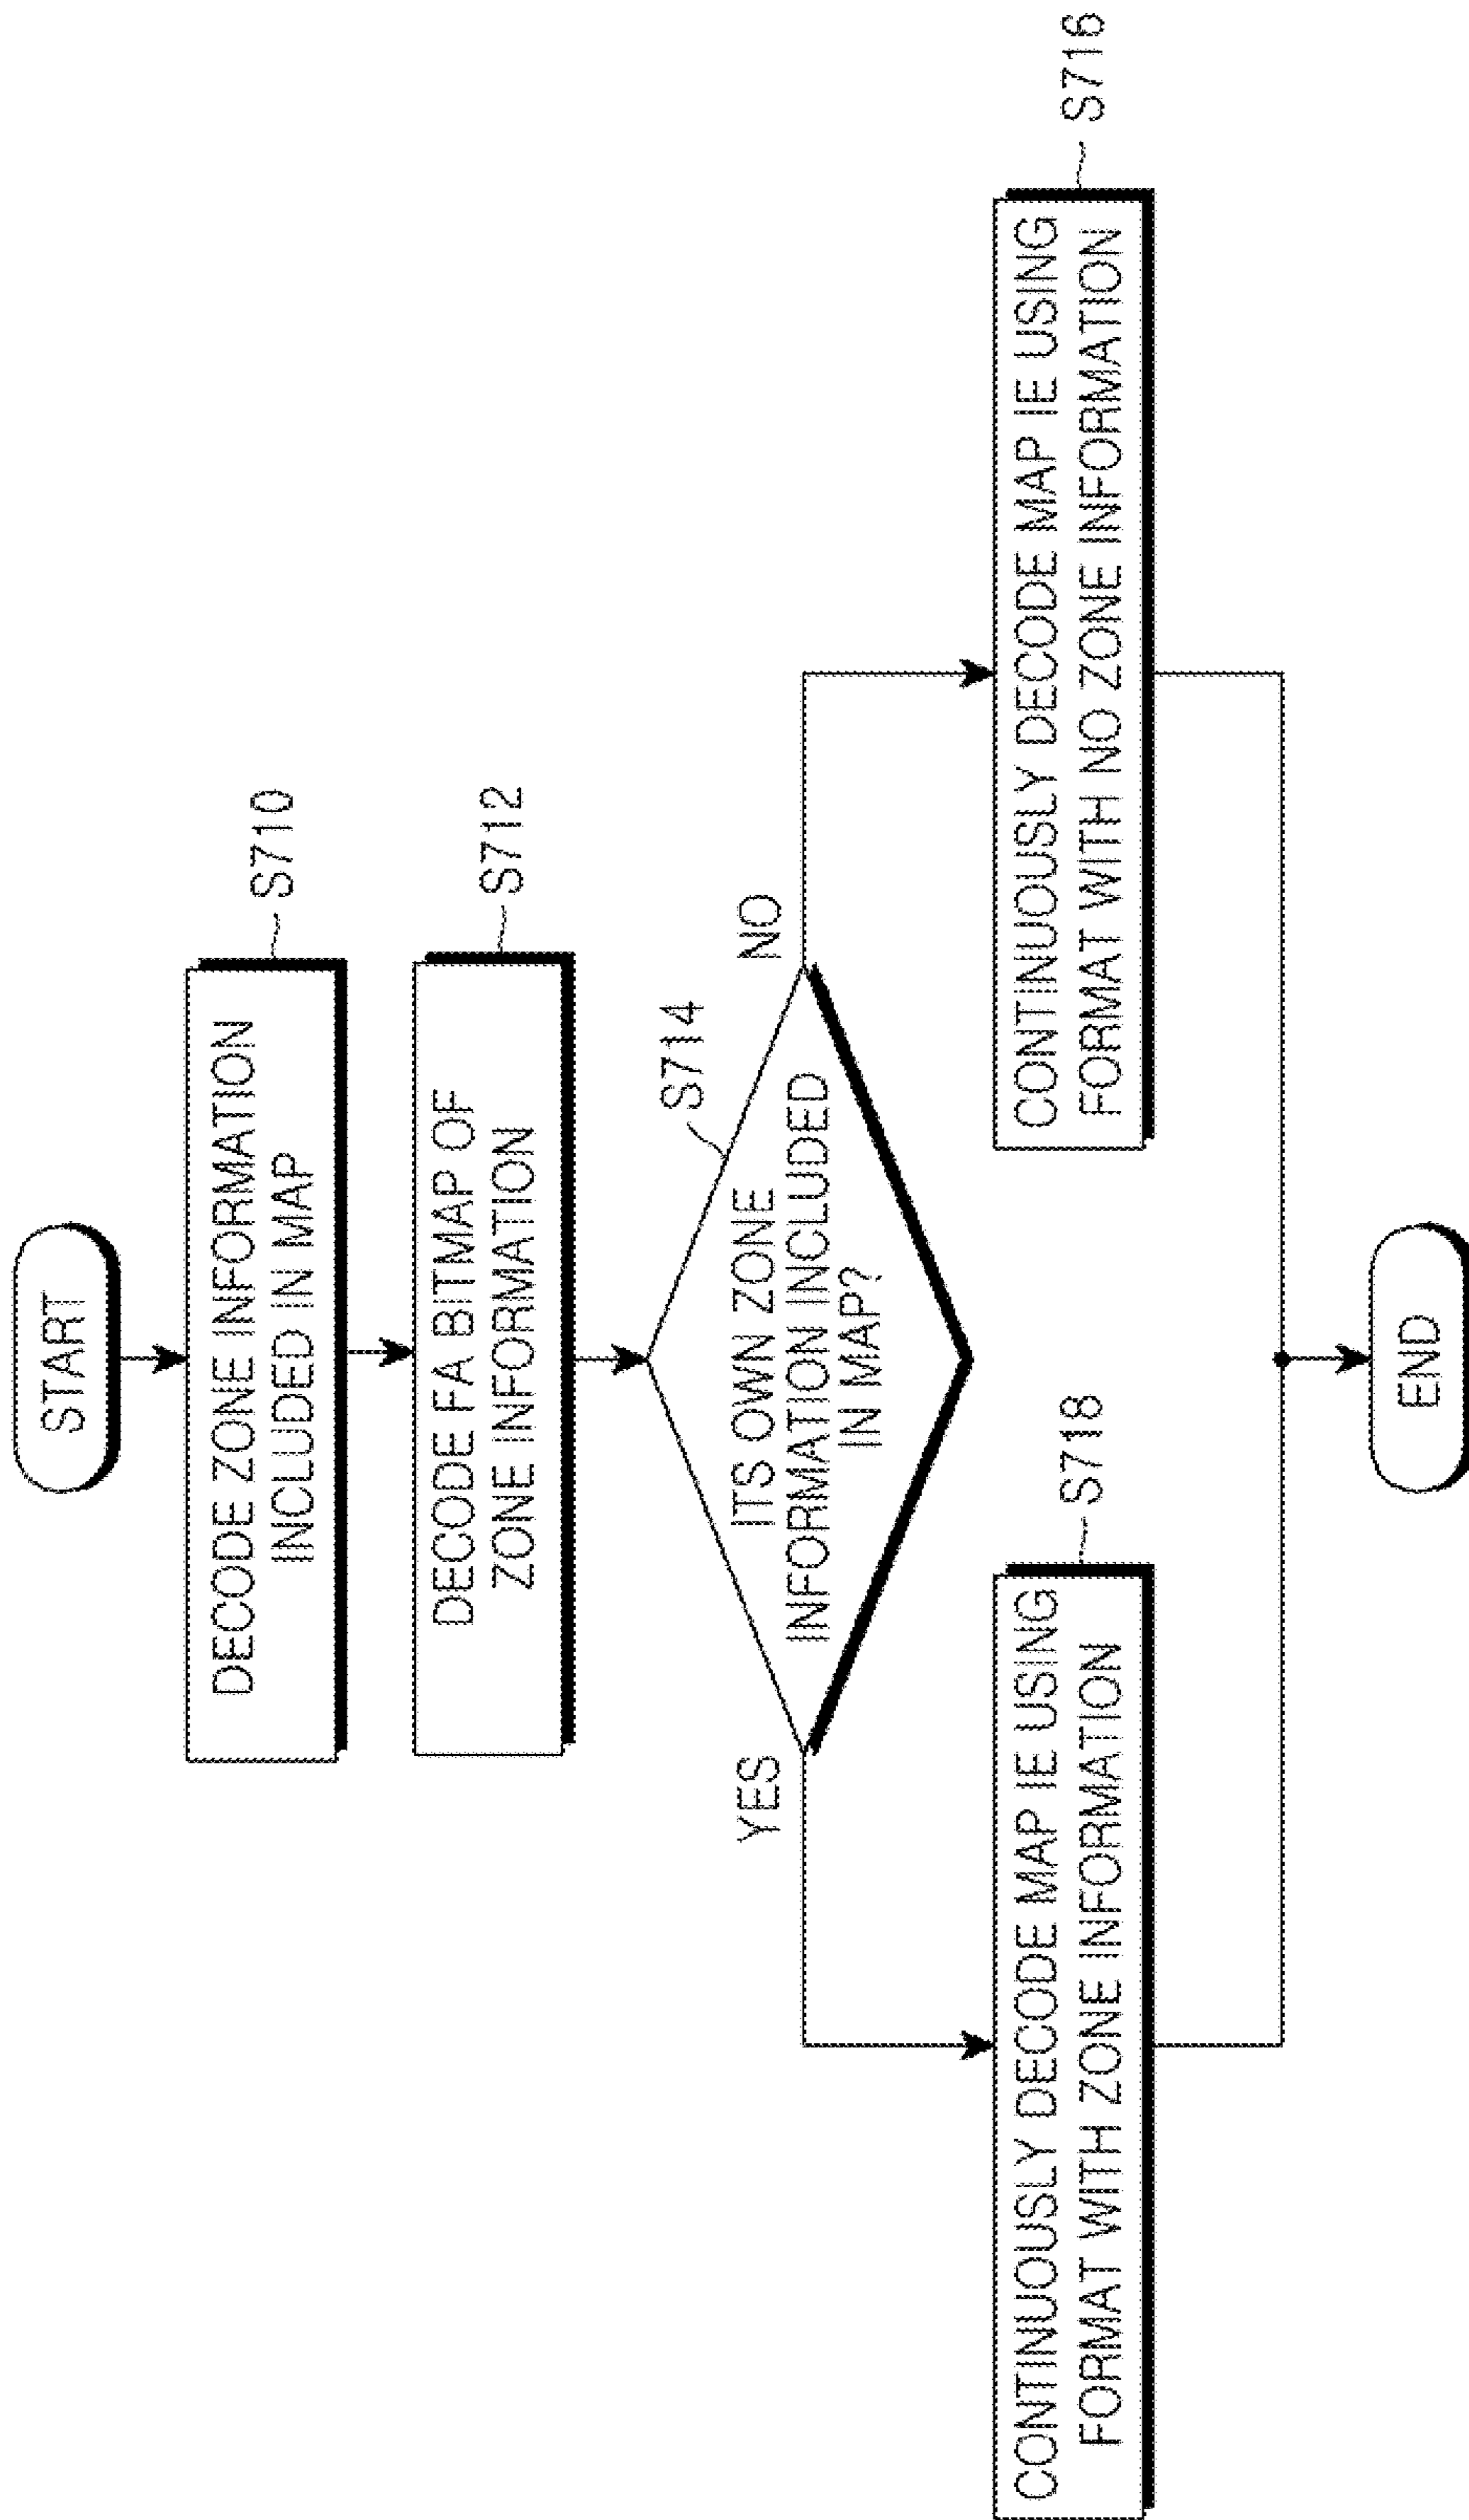 START
DECODE ZONE INFORMATION
INCLUDED IN MAP
S710
DECODE FA BITMAP OF
ZONE INFORMATION
S712
S714
ITS OWN ZONE
INFORMATION INCLUDED
IN MAP?
YES
NO
CONTINUOUSLY DECODE MAP IE USING
FORMAT WITH ZONE INFORMATION
S718
CONTINUOUSLY DECODE MAP IE USING
FORMAT WITH NO ZONE INFORMATION
S716
END